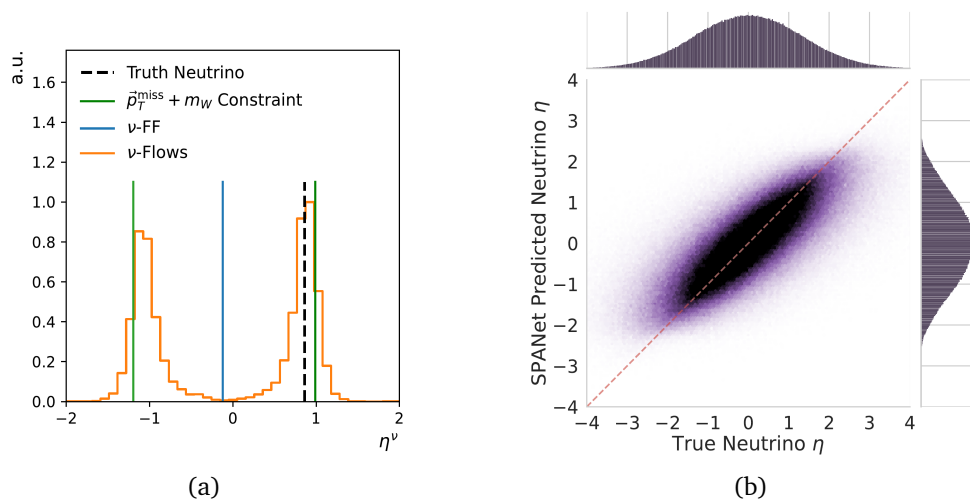 a.u.
1.6
1.4
1.2
1.0
0.8
0.6
0.4
0.2
0.0
−2
−1
0
1
2
η^ν
Truth Neutrino
p⃗_T^miss + m_W Constraint
ν-FF
ν-Flows
(a)
SPANet Predicted Neutrino η
4
3
2
1
0
−1
−2
−3
−4
−4 −3 −2 −1 0 1 2 3 4
True Neutrino η
(b)